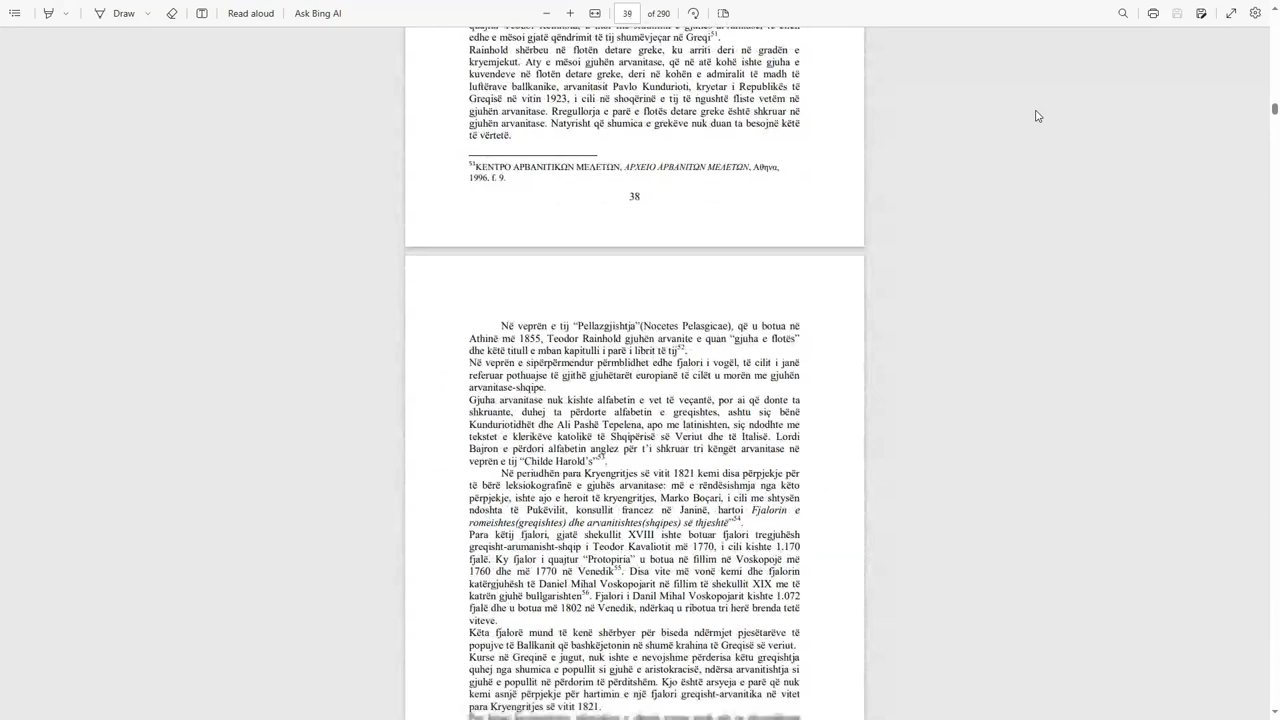 Draw
Read aloud
Ask Bing AI
39
of 290
edhe e mësoi gjatë qëndrimit të tij shumëvjeçar në Greqi51.
Rainhold shërbeu në flotën detare greke, ku arriti deri në gradën e
kryemjekut. Aty e mësoi gjuhën arvanitase, që në atë kohë ishte gjuha e
kuvendeve në flotën detare greke, deri në kohën e admiralit të madh të
luftërave ballkanike, arvanitasit Pavlo Kundurioti, kryetar i Republikës të
Greqisë në vitin 1923, i cili në shoqërinë e tij të ngushtë fliste vetëm në
gjuhën arvanitase. Rregullorja e parë e flotës detare greke është shkruar në
gjuhën arvanitase. Natyrisht që shumica e grekëve nuk duan ta besojnë këtë
të vërtetë.
51ΚΕΝΤΡΟ ΑΡΒΑΝΙΤΙΚΩΝ ΜΕΛΕΤΩΝ, ΑΡΧΕΙΟ ΑΡΒΑΝΙΤΩΝ ΜΕΛΕΤΩΝ, Αθηνα,
1996, f. 9.
38
Në veprën e tij “Pellazgjishtja”(Nocetes Pelasgicae), që u botua në
Athinë më 1855, Teodor Rainhold gjuhën arvanite e quan “gjuha e flotës”
dhe këtë titull e mban kapitulli i parë i librit të tij52.
Në veprën e sipërpërmendur përmblidhet edhe fjalori i vogël, të cilit i janë
referuar pothuajse të gjithë gjuhëtarët europianë të cilët u morën me gjuhën
arvanitase-shqipe.
Gjuha arvanitase nuk kishte alfabetin e vet të veçantë, por ai që donte ta
shkruante, duhej ta përdorte alfabetin e greqishtes, ashtu siç bënë
Kunduriotidhët dhe Ali Pashë Tepelena, apo me latinishten, siç ndodhte me
tekstet e klerikëve katolikë të Shqipërisë së Veriut dhe të Italisë. Lordi
Bajron e përdori alfabetin anglez për t’i shkruar tri këngët arvanitase në
veprën e tij “Childe Harold’s”53.
Në periudhën para Kryengritjes së vitit 1821 kemi disa përpjekje për
të bërë leksiokografinë e gjuhës arvanitase: më e rëndësishmja nga këto
përpjekje, ishte ajo e heroit të kryengritjes, Marko Boçari, i cili me shtysën
ndoshta të Pukëvilit, konsullit francez në Janinë, hartoi Fjalorin e
romeishtes(greqishtes) dhe arvanitishtes(shqipes) së thjeshtë”54.
Para këtij fjalori, gjatë shekullit XVIII ishte botuar fjalori tregjuhësh
greqisht-arumanisht-shqip i Teodor Kavaliotit më 1770, i cili kishte 1.170
fjalë. Ky fjalor i quajtur “Protopiria” u botua në fillim në Voskopojë më
1760 dhe më 1770 në Venedik55. Disa vite më vonë kemi dhe fjalorin
katërgjuhësh të Daniel Mihal Voskopojarit në fillim të shekullit XIX me të
katrën gjuhë bullgarishten56. Fjalori i Danil Mihal Voskopojarit kishte 1.072
fjalë dhe u botua më 1802 në Venedik, ndërkaq u ribotua tri herë brenda tetë
viteve.
Këta fjalorë mund të kenë shërbyer për biseda ndërmjet pjesëtarëve të
popujve të Ballkanit që bashkëjetonin në shumë krahina të Greqisë së veriut.
Kurse në Greqinë e jugut, nuk ishte e nevojshme përderisa këtu greqishtja
quhej nga shumica e popullit si gjuhë e aristokracisë, ndërsa arvanitishtja si
gjuhë e popullit në përdorim të përditshëm. Kjo është arsyeja e parë që nuk
kemi asnjë përpjekje për hartimin e një fjalori greqisht-arvanitika në vitet
para Kryengritjes së vitit 1821.